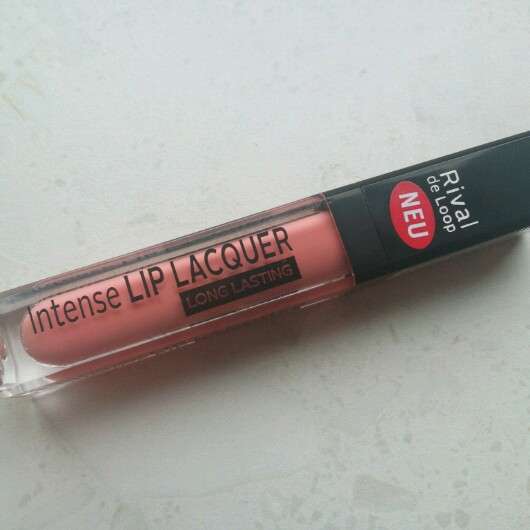 Intense LIP LACQUER
LONG LASTING
Rival
de Loop
NEU